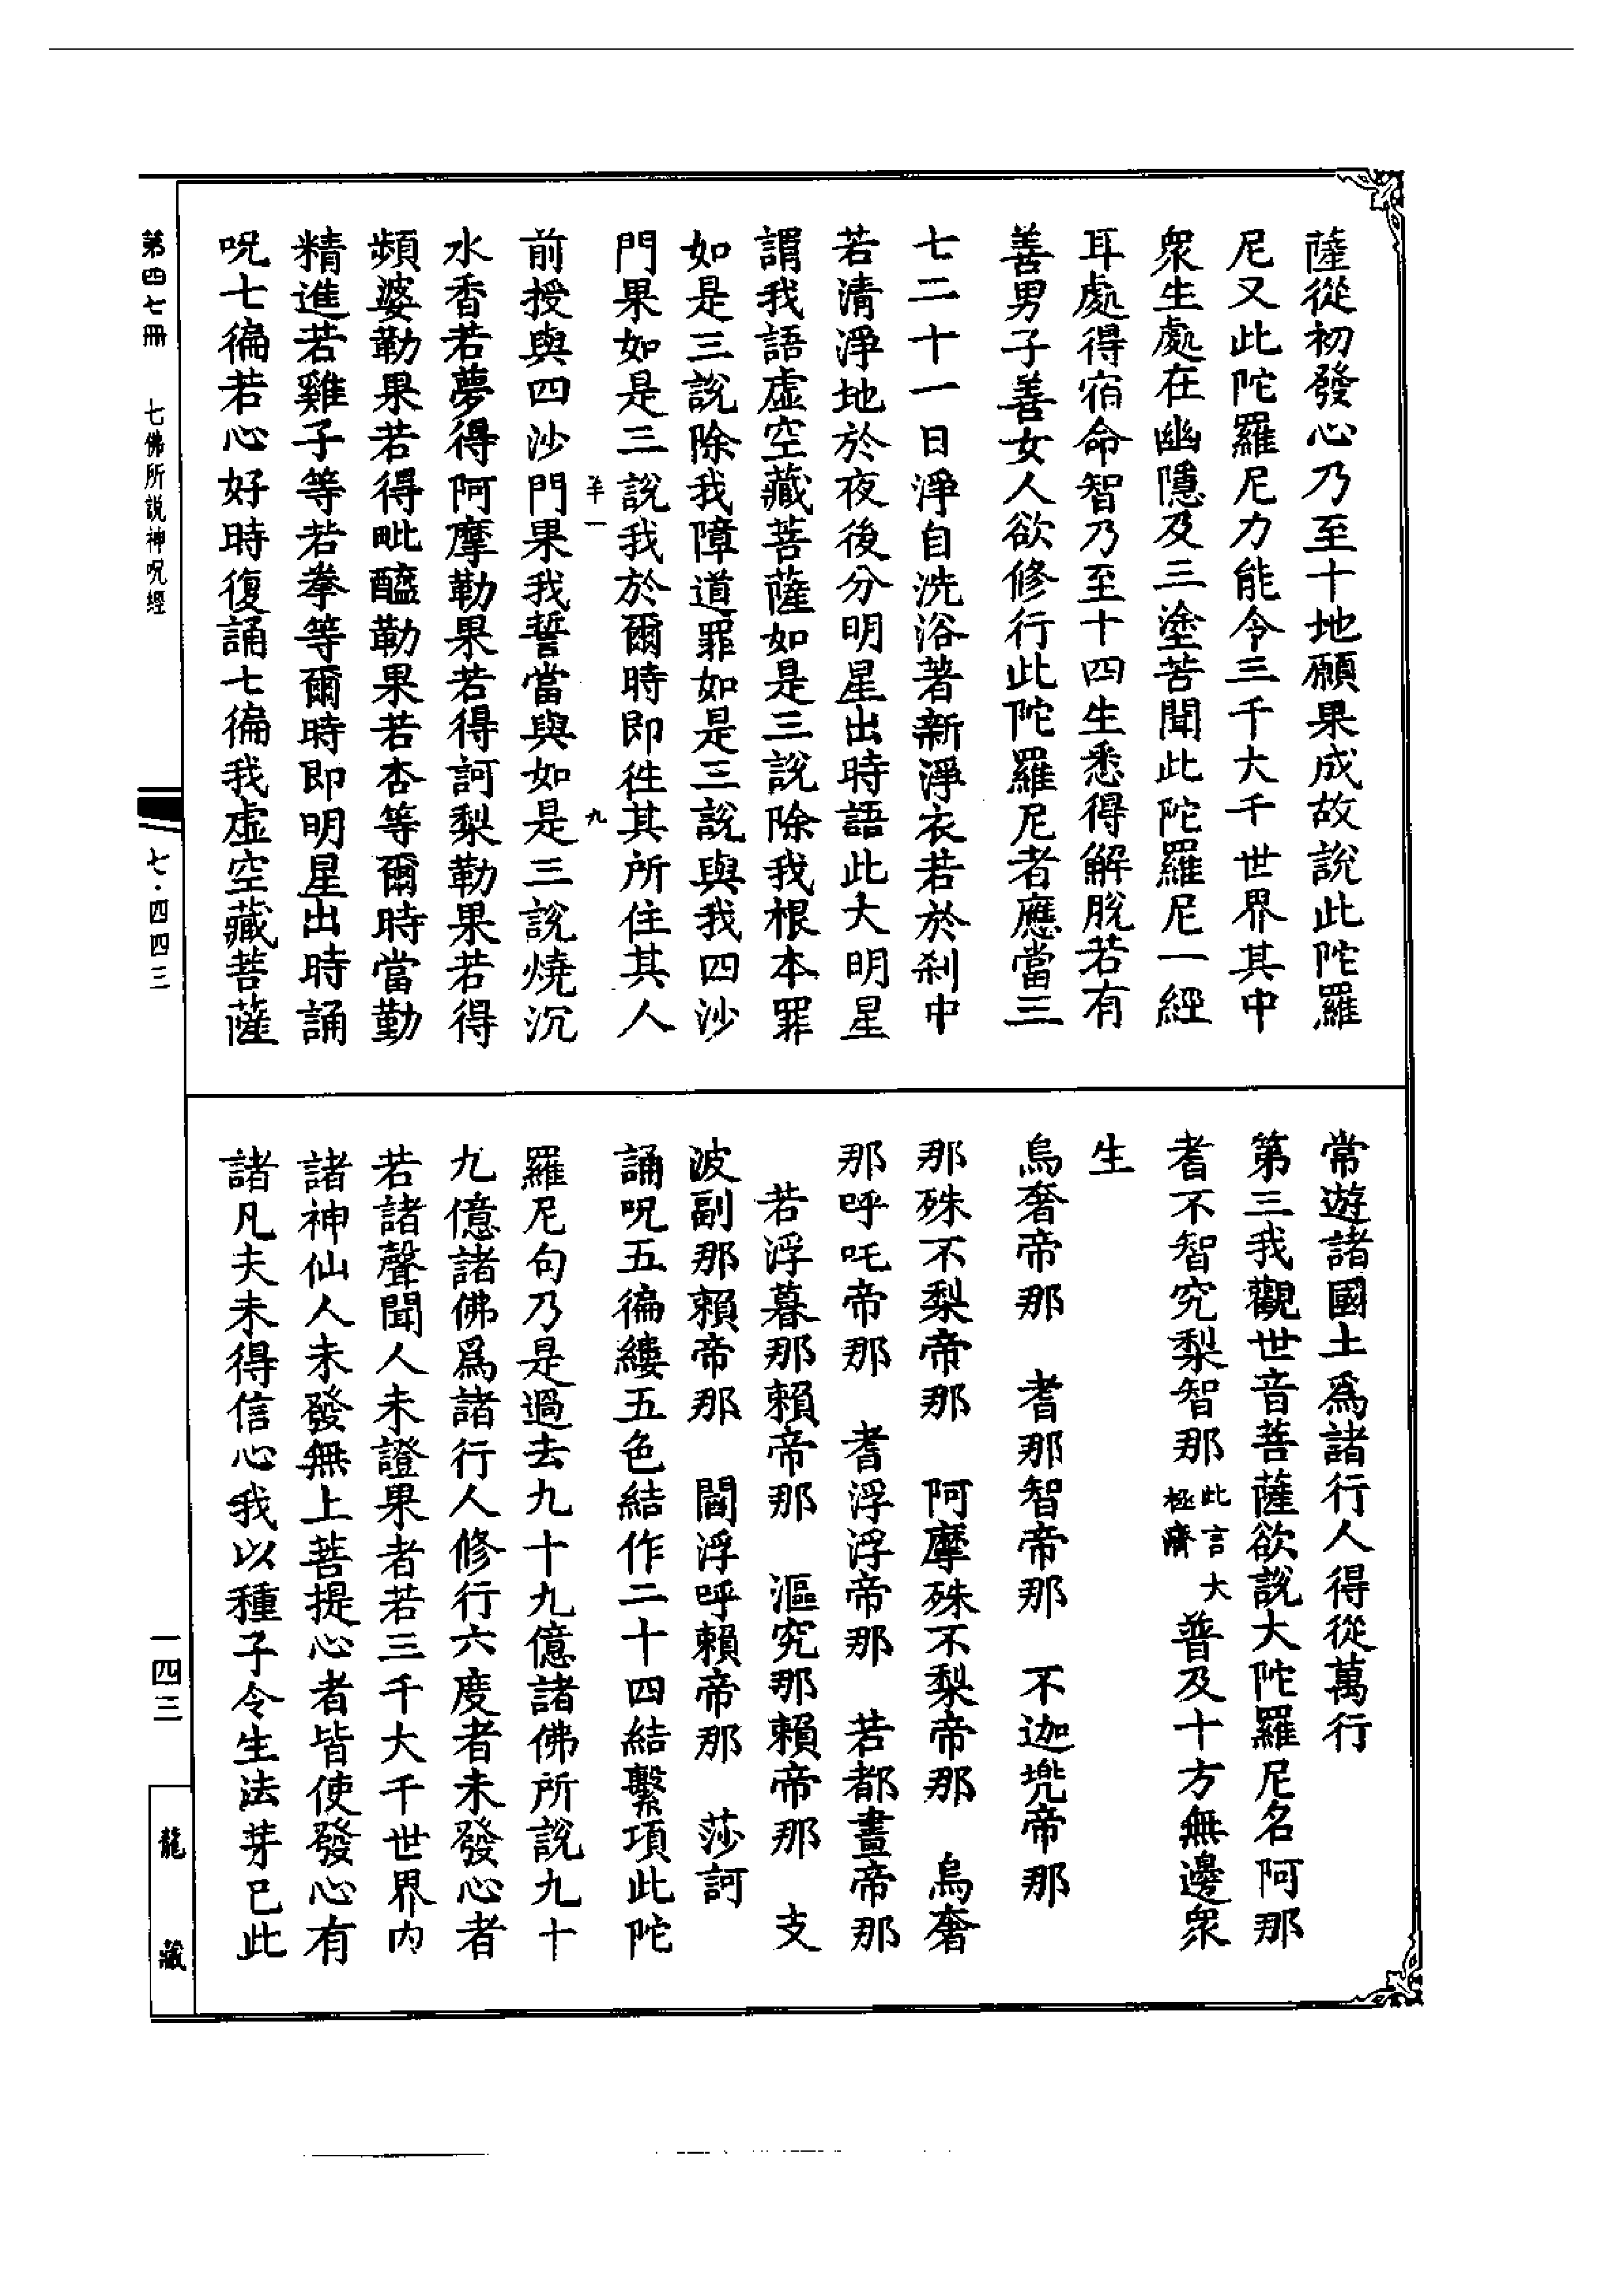 薩從初發心乃至十地願果成故說此陀羅
尼又此陀羅尼力能令三千大千世界其中
衆生處在幽隱及三塗苦聞此陀羅尼一經
耳處得宿命智乃至十四生悉得解脫若有
善男子善女人欲修行此陀羅尼者應當三
七二十一日淨自洗浴著新淨衣若於刹中
若清淨地於夜後分明星出時語此大明星
謂我語虛空藏菩薩如是三說除我根本罪
如是三說除我障道罪如是三說與我四沙
門果如是三說我於爾時即往其所住其人
羊一 九
前授與四沙門果我誓當與如是三說燒沉
水香若夢得阿摩勒果若得訶梨勒果若得
頻婆勒果若得毗醯勒果若杏等爾時當勤
精進若雞子等若拳等爾時即明星出時誦
呪七徧若心好時復誦七徧我虛空藏菩薩
常遊諸國土爲諸行人得從萬行
第三我觀世音菩薩欲說大陀羅尼名阿那
耆不智究梨智那此言大極濟普及十方無邊衆
生
烏奢帝那 耆那智帝那 不迦兜帝那
那殊不梨帝那 阿摩殊不梨帝那 烏奢
那呼吒帝那 耆浮浮帝那 若都晝帝那
若浮暮那賴帝那 漚究那賴帝那 支
波副那賴帝那 閻浮呼賴帝那 莎訶
誦呪五徧縷五色結作二十四結繫項此陀
羅尼句乃是過去九十九億諸佛所說九十
九億諸佛爲諸行人修行六度者未發心者
若諸聲聞人未證果者若三千大千世界內
諸神仙人未發無上菩提心者皆使發心有
諸凡夫未得信心我以種子令生法芽已此
第四七冊 七佛所說神呪經
七·四四三
一四三
龍藏